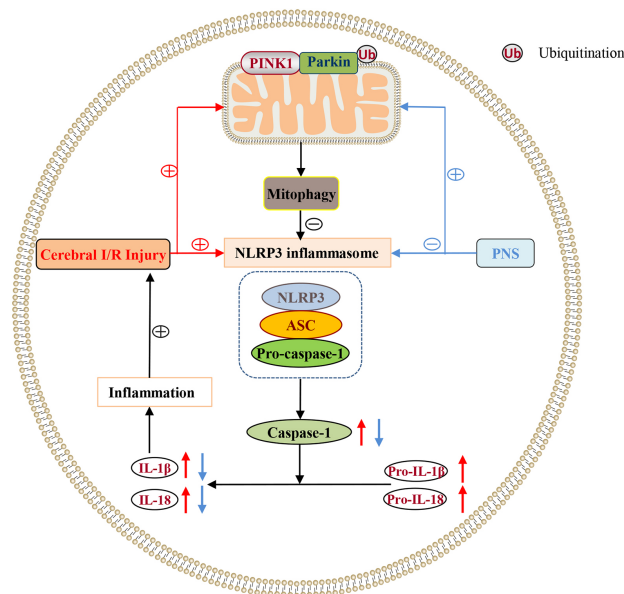 PINK1
Parkin
Ub
Ub
Ubiquitination
+
+
Mitophagy
−
Cerebral I/R Injury
+
NLRP3 inflammasome
−
PNS
NLRP3
ASC
Pro-caspase-1
+
Inflammation
Caspase-1
IL-1β
Pro-IL-1β
IL-18
Pro-IL-18